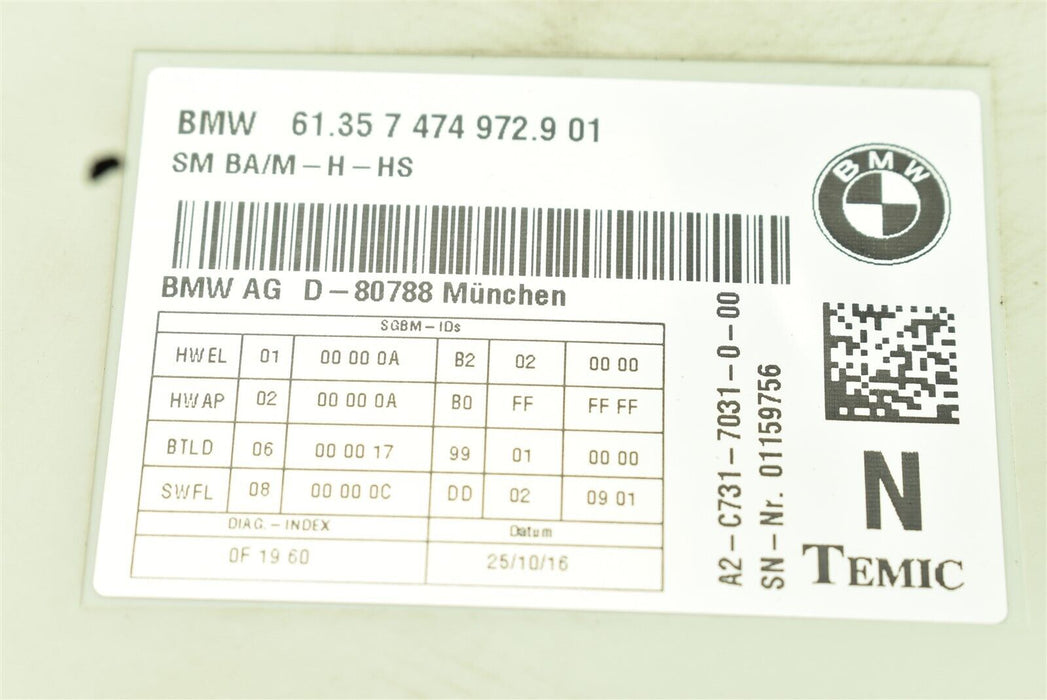 BMW 61.35 7 474 972.9 01
SM BA/M-H-HS
BMW
BMW AG D-80788 München
SGBM-IDs
HWEL 01 00 00 0A B2 02 00 00
HWAP 02 00 00 0A B0 FF FF FF
BTLD 06 00 00 17 99 01 00 00
SWFL 08 00 00 0C DD 02 09 01
DIAG.-INDEX Datum
0F 19 60 25/10/16
A2-C731-7031-0-00
SN-Nr. 01159756
N
TEMIC